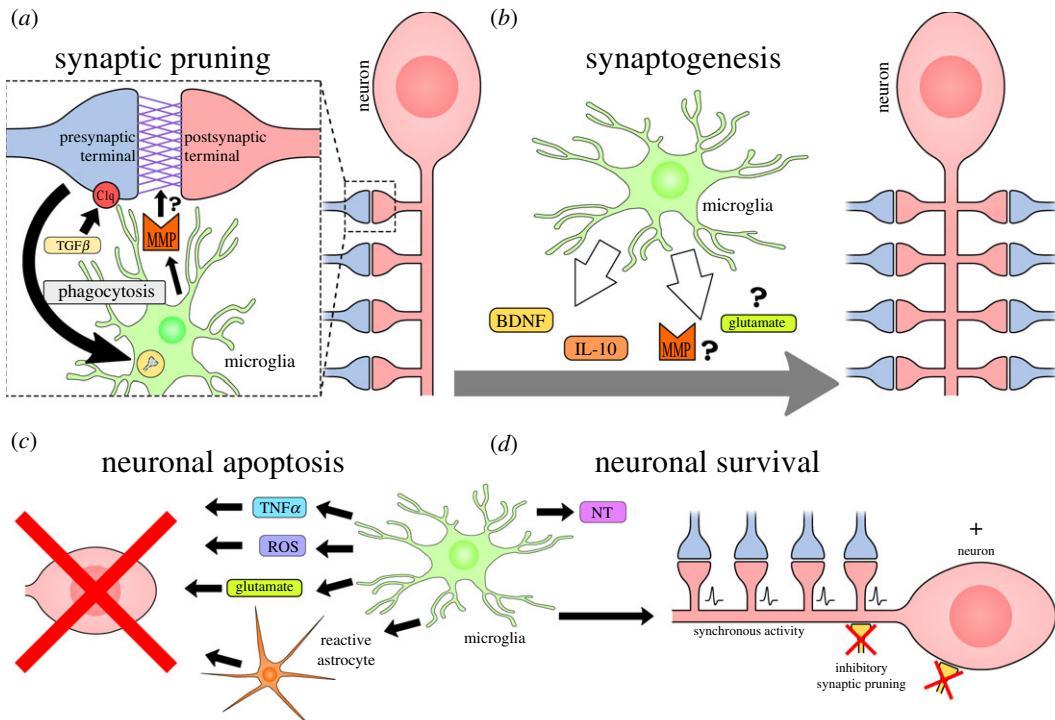 (a)
synaptic pruning
presynaptic
terminal
postsynaptic
terminal
C1q
?
TGFβ
MMP
phagocytosis
microglia
neuron
(b)
synaptogenesis
microglia
neuron
BDNF
IL-10
MMP
?
?
glutamate
(c)
neuronal apoptosis
TNFα
ROS
glutamate
reactive
astrocyte
microglia
(d)
neuronal survival
NT
+
neuron
synchronous activity
inhibitory
synaptic pruning